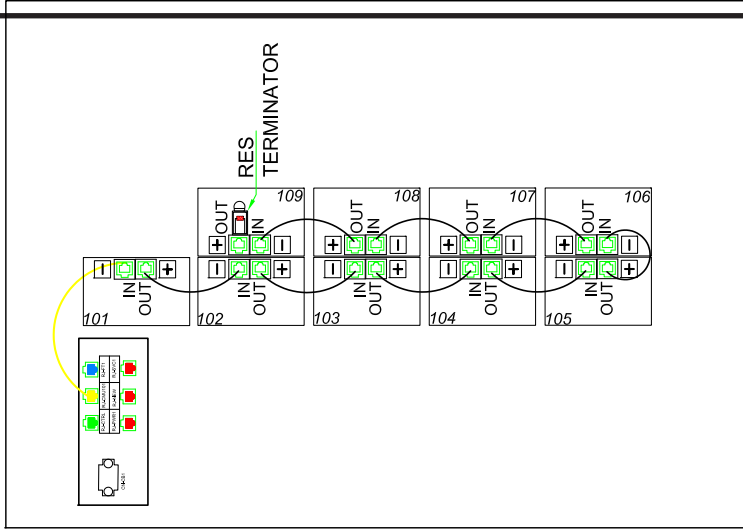 RES
TERMINATOR
109
108
107
106
OUT
IN
OUT
IN
OUT
IN
OUT
IN
+
-
+
-
+
-
+
-
-
+
-
+
-
+
-
+
-
+
IN
OUT
IN
OUT
IN
OUT
IN
OUT
IN
OUT
101
102
103
104
105